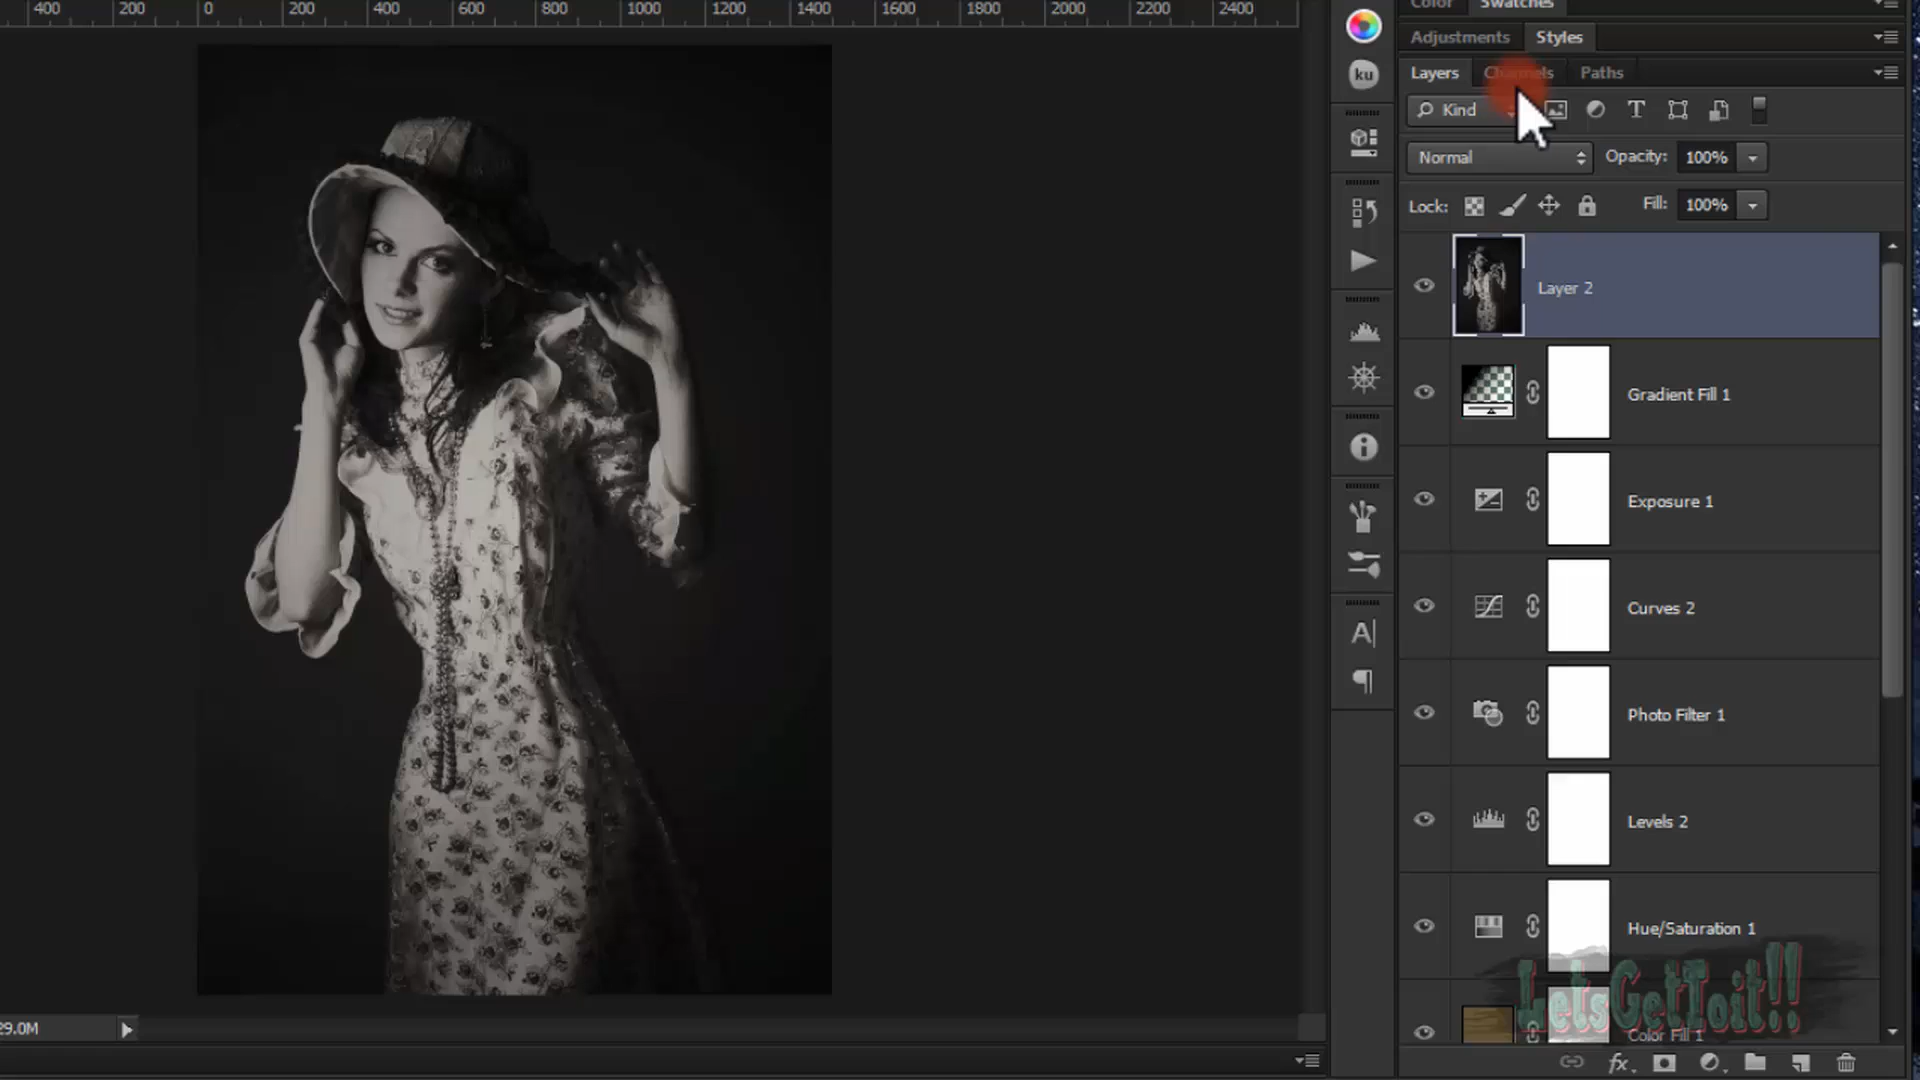 400 200 0 200 400 600 800 1000 1200 1400 1600 1800 2000 2200 2400
Color Swatches
Adjustments Styles
Layers Channels Paths
ku
Kind
Normal Opacity: 100%
Lock: Fill: 100%
Layer 2
Gradient Fill 1
Exposure 1
Curves 2
Photo Filter 1
Levels 2
Hue/Saturation 1
LetsGetToit!!
Color Fill 1
29.0M
fx